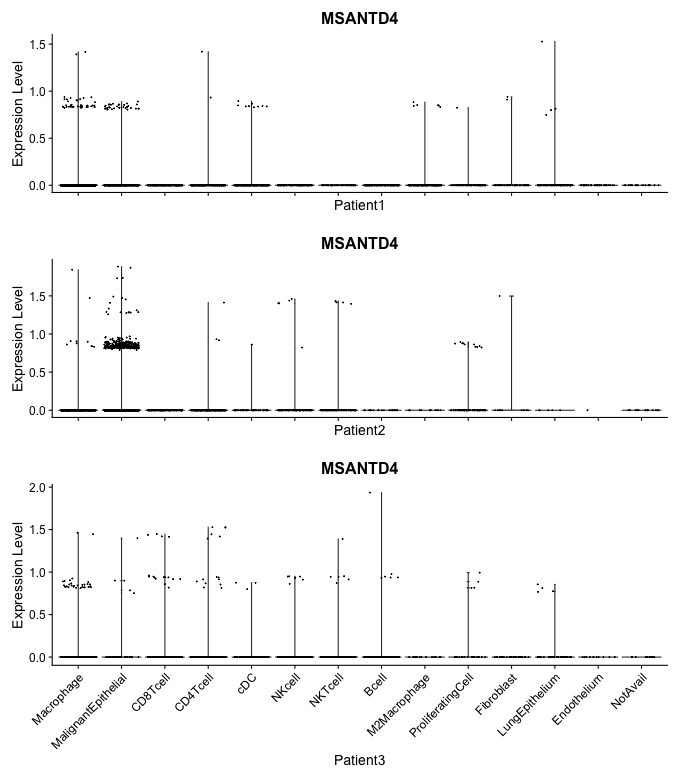 MSANTD4
Expression Level
1.5
1.0
0.5
0.0
Patient1
MSANTD4
Expression Level
1.5
1.0
0.5
0.0
Patient2
MSANTD4
Expression Level
2.0
1.5
1.0
0.5
0.0
Macrophage
MalignantEpithelial
CD8Tcell
CD4Tcell
cDC
NKcell
NKTcell
Bcell
M2Macrophage
ProliferatingCell
Fibroblast
LungEpithelium
Endothelium
NotAvail
Patient3